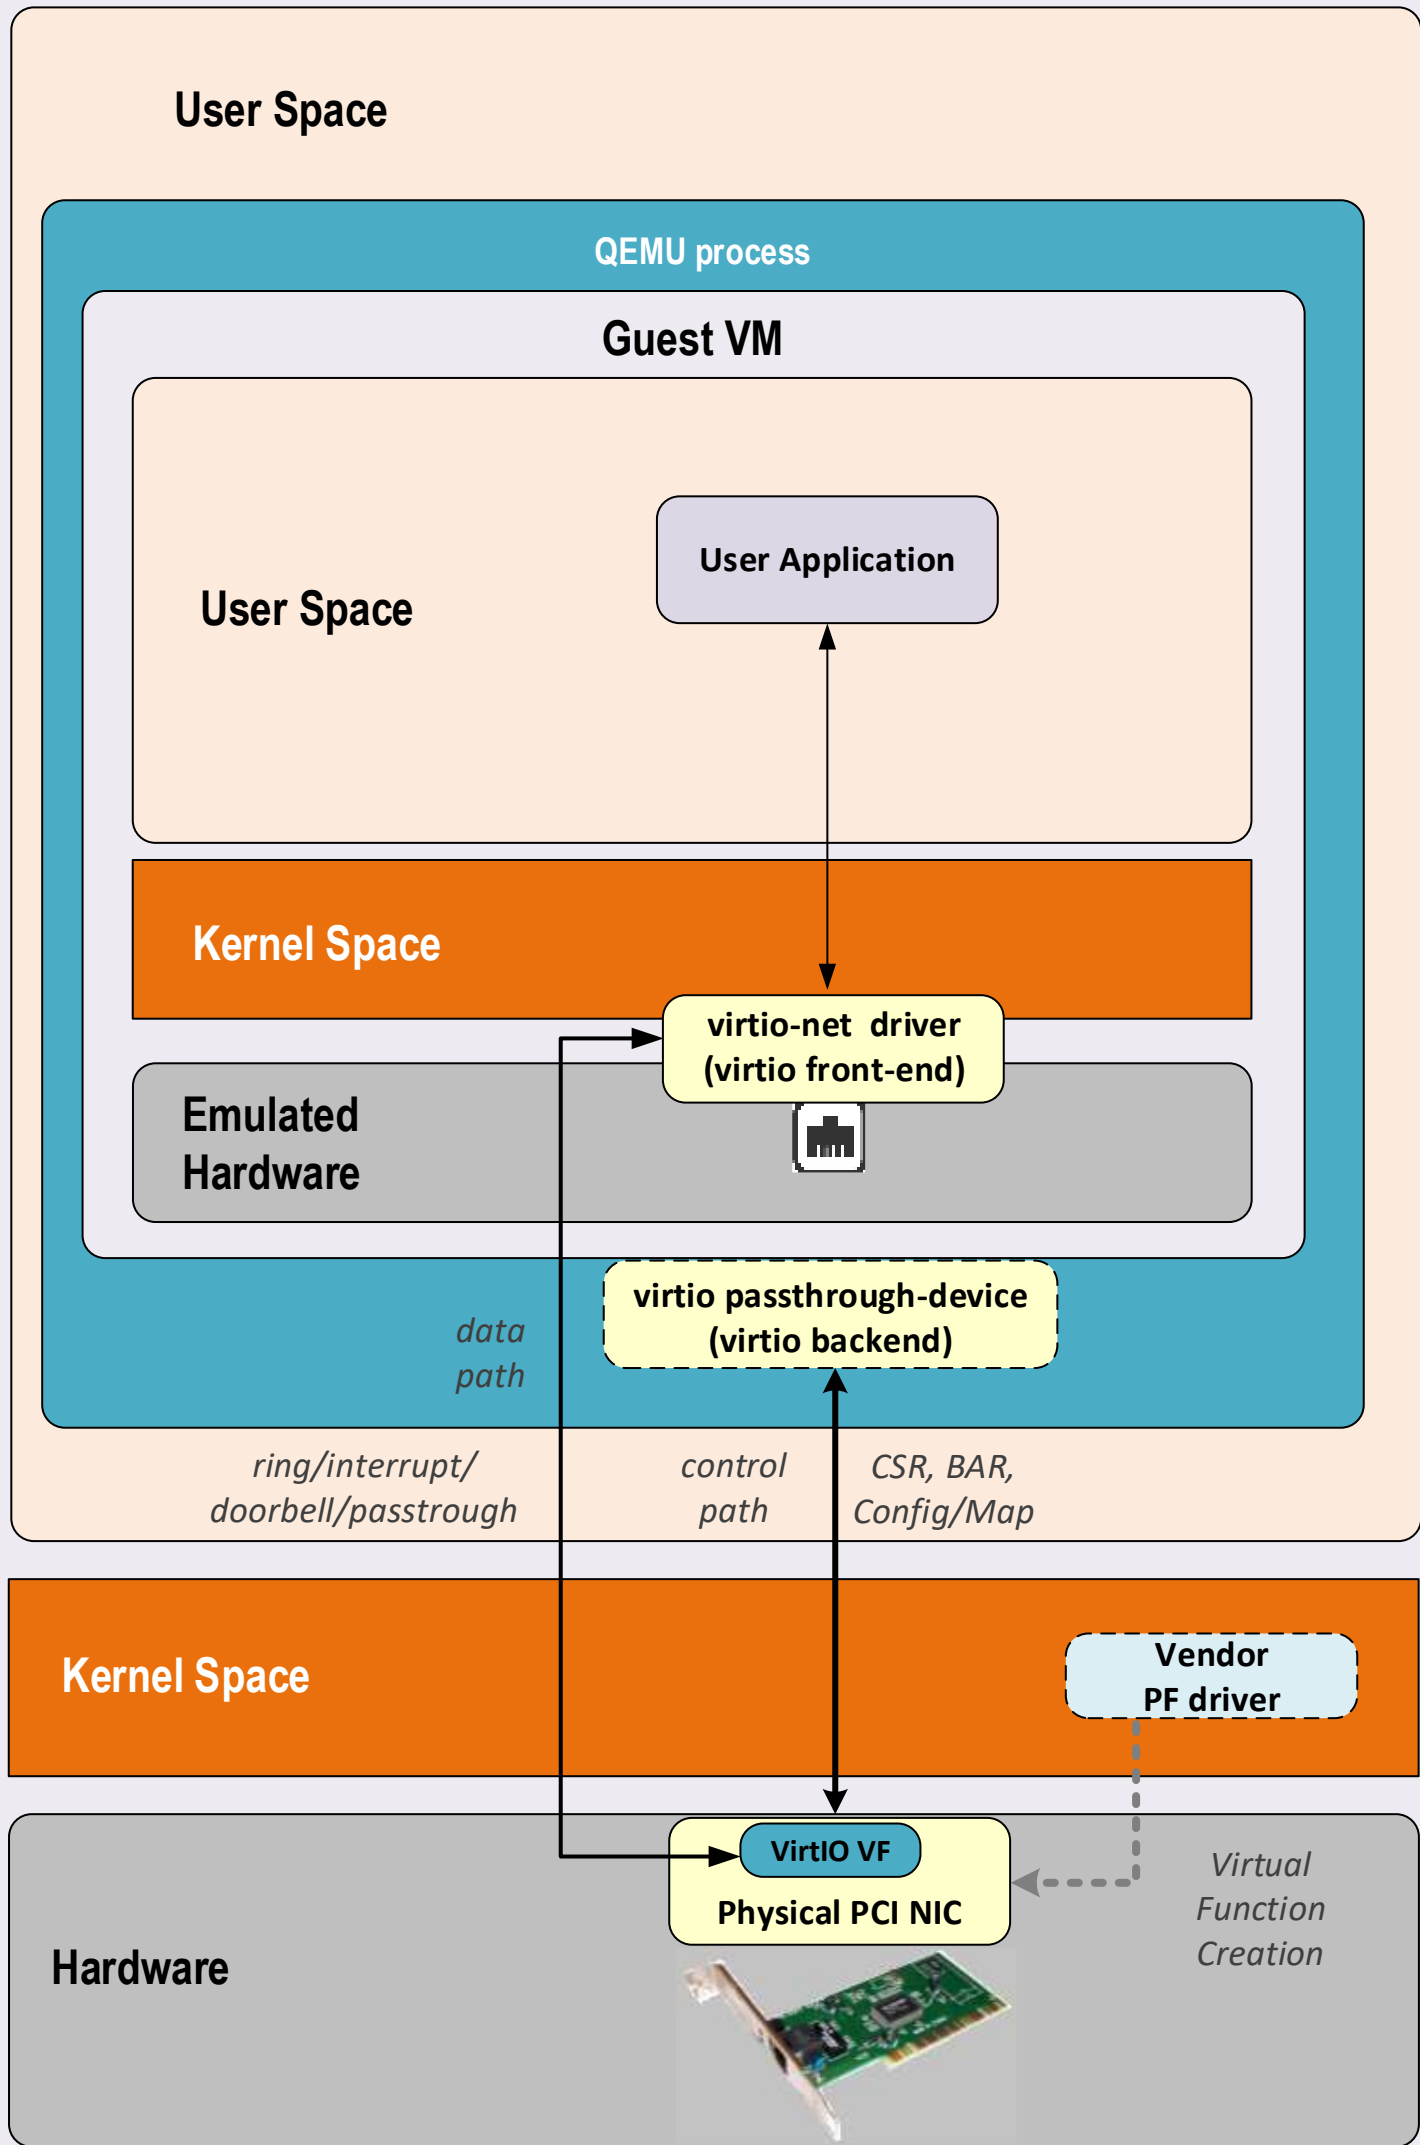 User Space
QEMU process
Guest VM
User Application
User Space
Kernel Space
virtio-net driver
(virtio front-end)
Emulated
Hardware
virtio passthrough-device
(virtio backend)
data
path
ring/interrupt/
doorbell/passtrough
control
path
CSR, BAR,
Config/Map
Kernel Space
Vendor
PF driver
VirtIO VF
Physical PCI NIC
Virtual
Function
Creation
Hardware